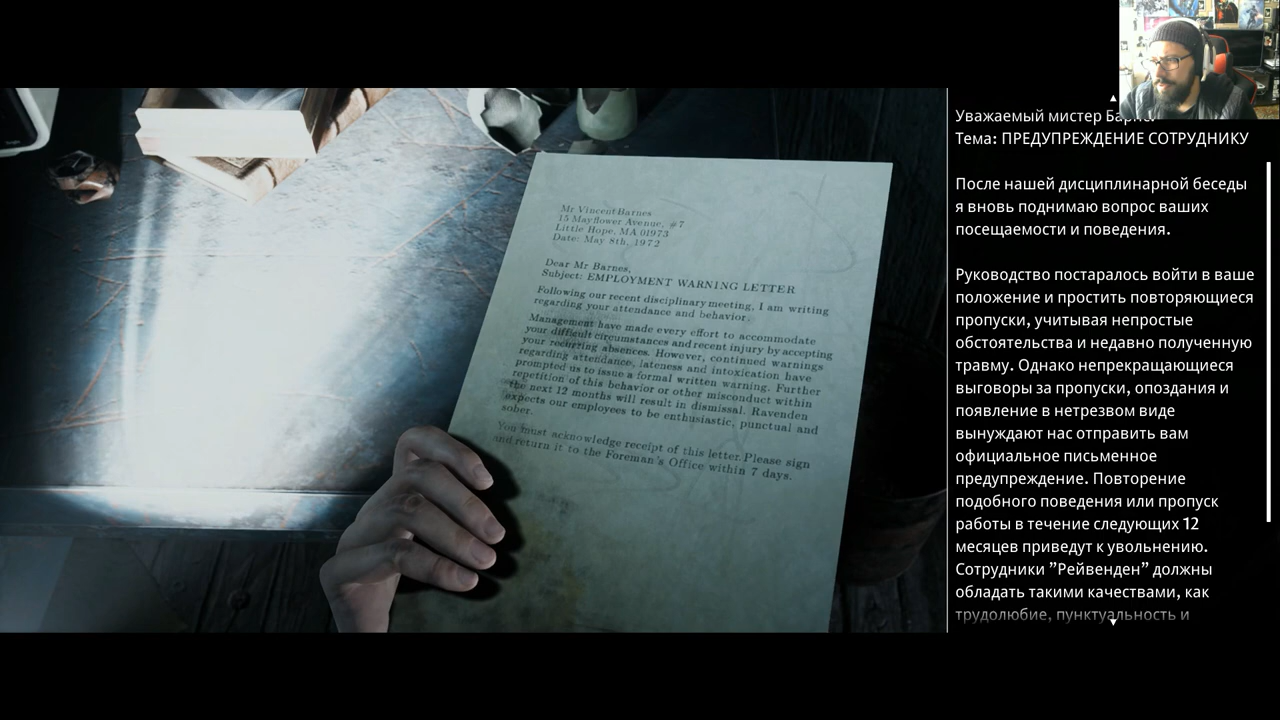 Mr Vincent Barnes
15 Mayflower Avenue, #7
Little Hope, MA 01973
Date: May 8th, 1972
Dear Mr Barnes,
Subject: EMPLOYMENT WARNING LETTER
Following our recent disciplinary meeting, I am writing
regarding your attendance and behavior.
Management have made every effort to accommodate
your difficult circumstances and recent injury by accepting
your recurring absences. However, continued warnings
regarding attendance, lateness and intoxication have
prompted us to issue a formal written warning. Further
repetition of this behavior or other misconduct within
the next 12 months will result in dismissal. Ravenden
expects our employees to be enthusiastic, punctual and
sober.
You must acknowledge receipt of this letter. Please sign
and return it to the Foreman's Office within 7 days.
Уважаемый мистер
Тема: ПРЕДУПРЕЖДЕНИЕ СОТРУДНИКУ
После нашей дисциплинарной беседы
я вновь поднимаю вопрос ваших
посещаемости и поведения.
Руководство постаралось войти в ваше
положение и простить повторяющиеся
пропуски, учитывая непростые
обстоятельства и недавно полученную
травму. Однако непрекращающиеся
выговоры за пропуски, опоздания и
появление в нетрезвом виде
вынуждают нас отправить вам
официальное письменное
предупреждение. Повторение
подобного поведения или пропуск
работы в течение следующих 12
месяцев приведут к увольнению.
Сотрудники ”Рейвенден” должны
обладать такими качествами, как
трудолюбие, пунктуальность и